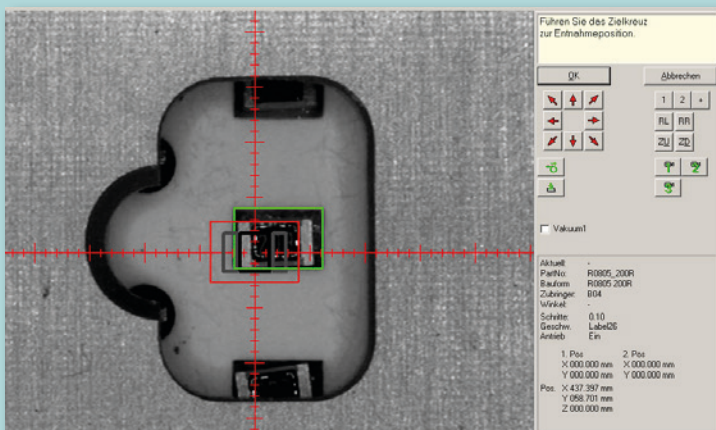 Führen Sie das Zielkreuz
zur Entnahmeposition.
OK Abbrechen
1 2 +
RL RR
ZU ZD
1 2
3
Vakuum1
Aktuell: -
PartNo: R0805_200R
Bauform R0805 200R
Zubringer: B04
Winkel: -
Schritte: 0.10
Geschw. Label26
Antrieb: Ein
1. Pos 2. Pos
X 000.000 mm X 000.000 mm
Y 000.000 mm Y 000.000 mm
Pos. X 437.397 mm
Y 058.701 mm
Z 000.000 mm